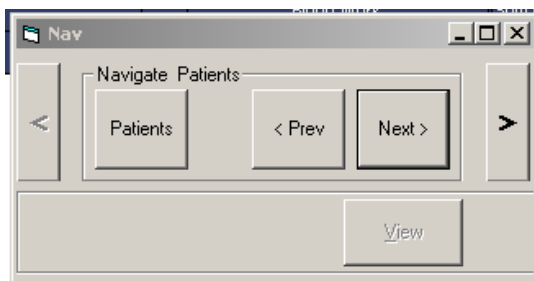 Nav
Navigate Patients
< Patients < Prev Next > >
View